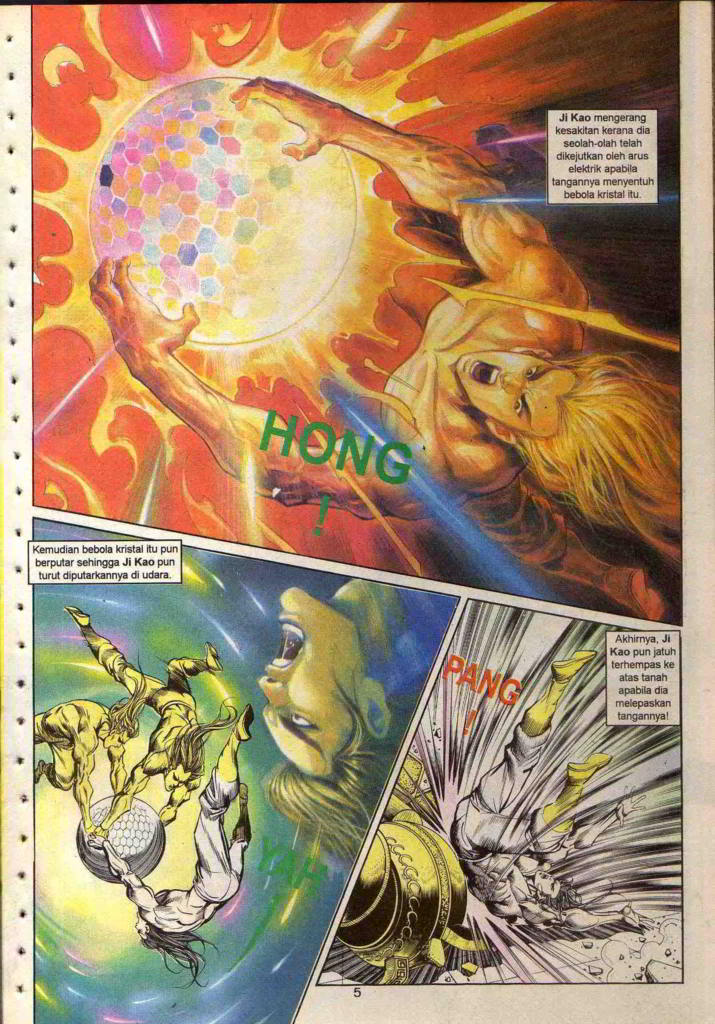 Ji Kao mengerang
kesakitan kerana dia
seolah-olah telah
dikejutkan oleh arus
elektrik apabila
tangannya menyentuh
bebola kristal itu.
HONG
!
Kemudian bebola kristal itu pun
berputar sehingga Ji Kao pun
turut diputarkannya di udara.
YAH
!
Akhirnya, Ji
Kao pun jatuh
terhempas ke
atas tanah
apabila dia
melepaskan
tangannya!
PANG
!
5